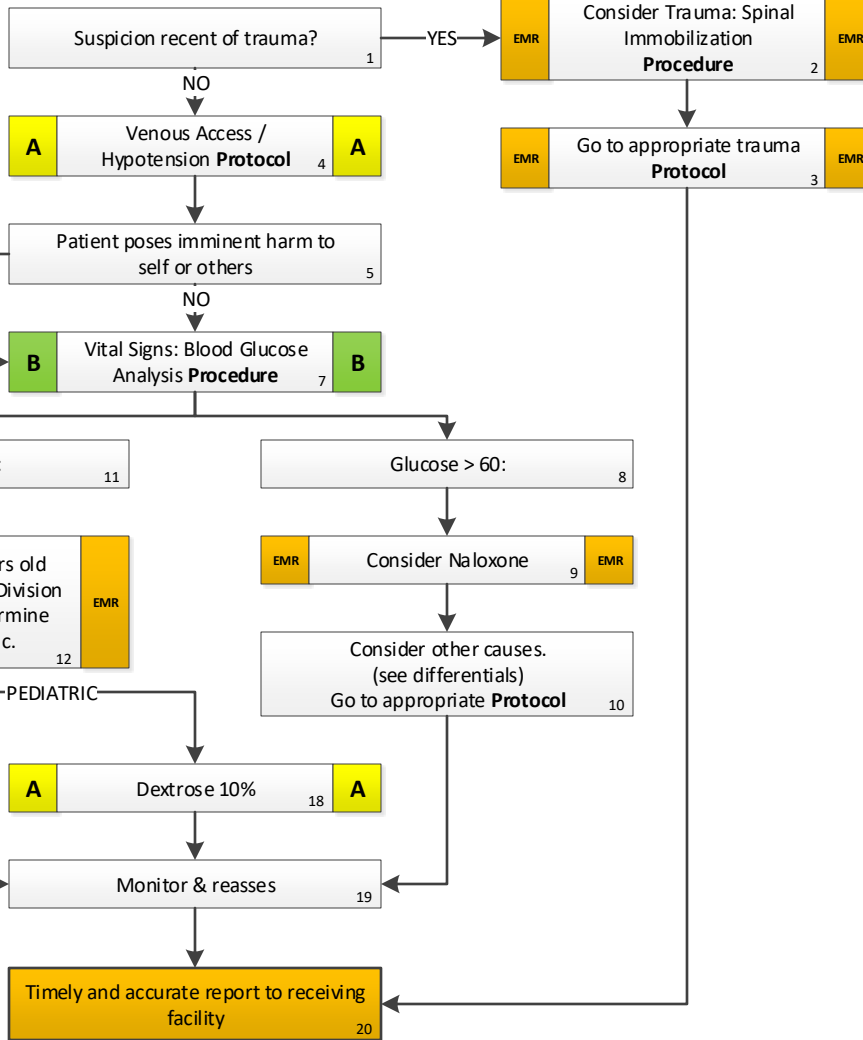 Suspicion recent of trauma?
1
YES
EMR
Consider Trauma: Spinal
Immobilization
Procedure
2
EMR
NO
A
Venous Access /
Hypotension Protocol
4
A
EMR
Go to appropriate trauma
Protocol
3
EMR
Patient poses imminent harm to
self or others
5
NO
B
Vital Signs: Blood Glucose
Analysis Procedure
7
B
11
Glucose > 60:
8
rs old
Division
rmine
c.
12
EMR
EMR
Consider Naloxone
9
EMR
Consider other causes.
(see differentials)
Go to appropriate Protocol
10
PEDIATRIC
A
Dextrose 10%
18
A
Monitor & reasses
19
Timely and accurate report to receiving
facility
20